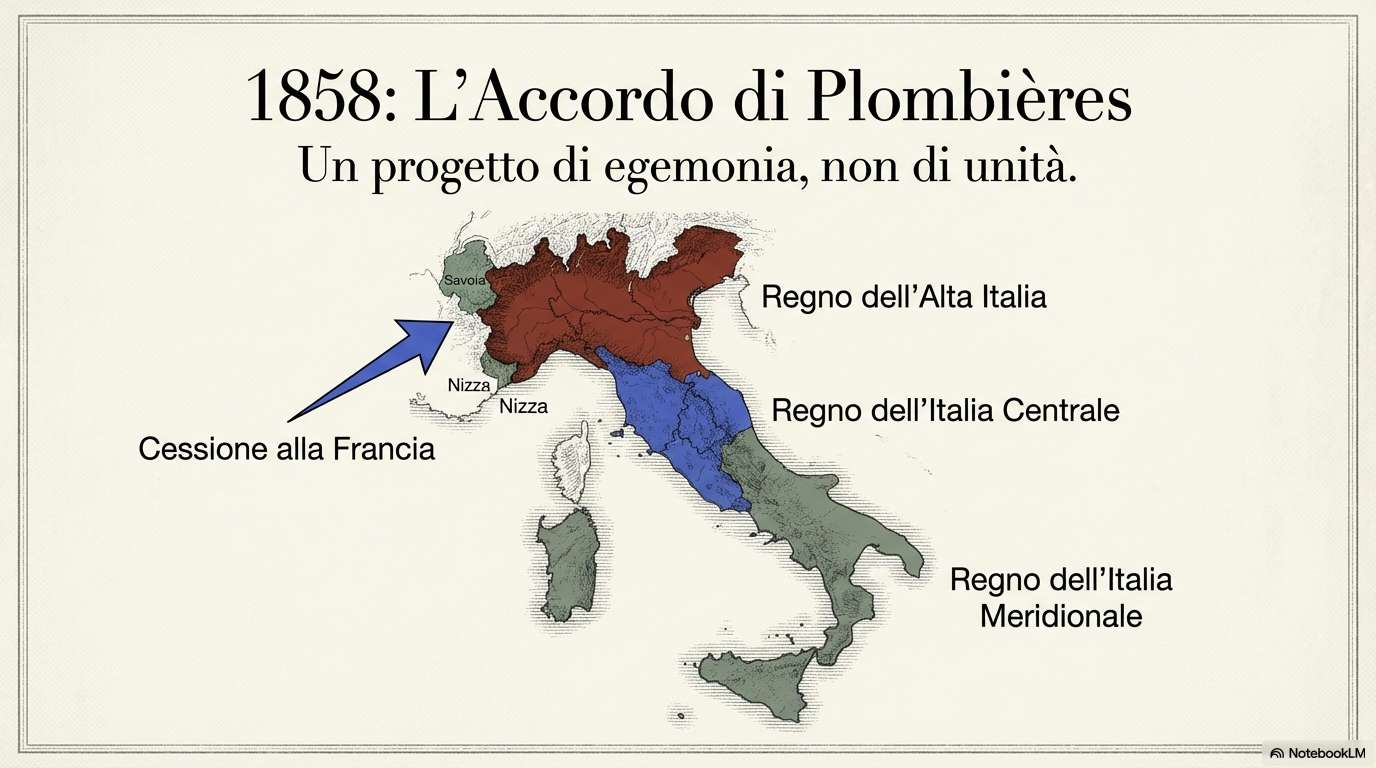 1858: L'Accordo di Plombières
Un progetto di egemonia, non di unità.
Savoia
Regno dell'Alta Italia
Nizza
Nizza
Regno dell'Italia Centrale
Cessione alla Francia
Regno dell'Italia
Meridionale
NotebookLM